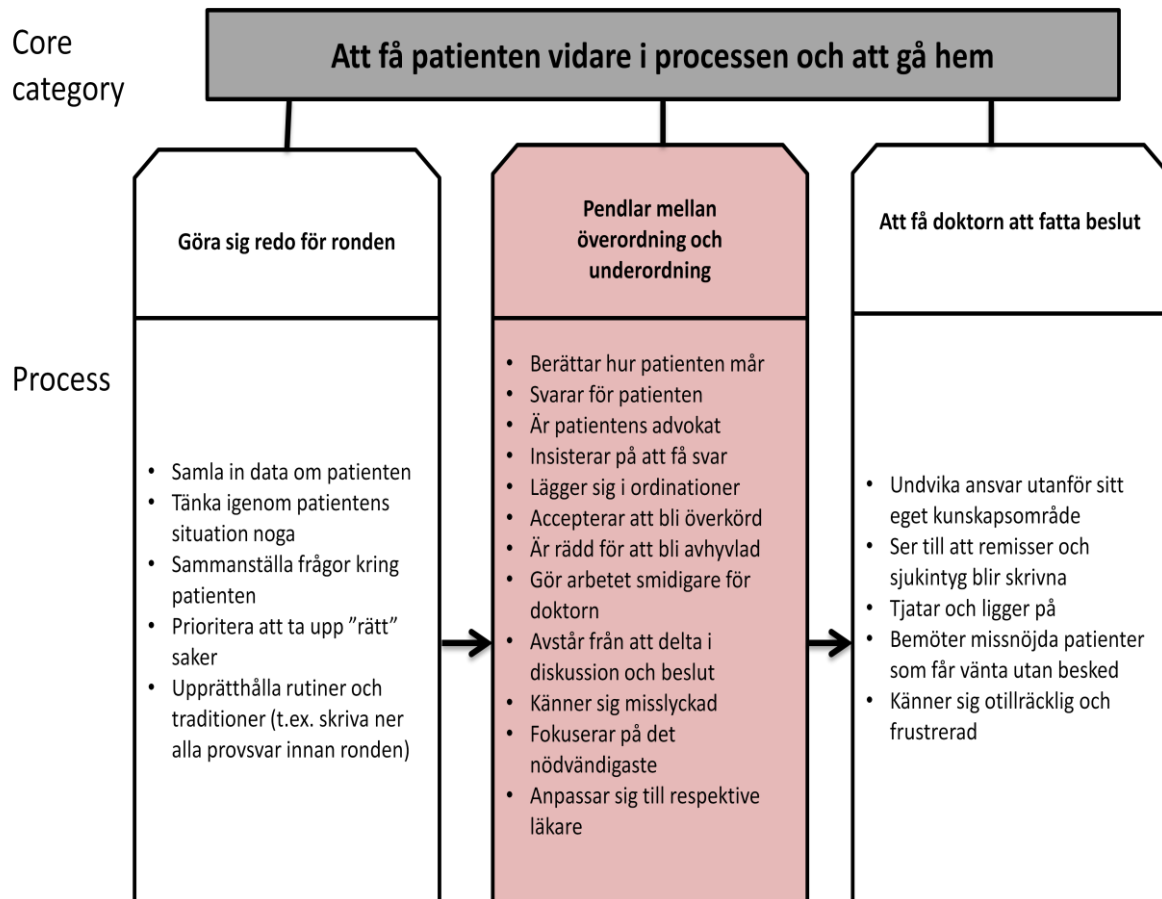 Core
category
Att få patienten vidare i processen och att gå hem
Göra sig redo för ronden
Pendlar mellan
överordning och
underordning
Att få doktorn att fatta beslut
Process
• Samla in data om patienten
• Tänka igenom patientens
situation noga
• Sammanställa frågor kring
patienten
• Prioritera att ta upp ”rätt”
saker
• Upprätthålla rutiner och
traditioner (t.ex. skriva ner
alla provsvar innan ronden)
• Berättar hur patienten mår
• Svarar för patienten
• Är patientens advokat
• Insisterar på att få svar
• Lägger sig i ordinationer
• Accepterar att bli överkörd
• Är rädd för att bli avhyvlad
• Gör arbetet smidigare för
doktorn
• Avstår från att delta i
diskussion och beslut
• Känner sig misslyckad
• Fokuserar på det
nödvändigaste
• Anpassar sig till respektive
läkare
• Undvika ansvar utanför sitt
eget kunskapsområde
• Ser till att remisser och
sjukintyg blir skrivna
• Tjatar och ligger på
• Bemöter missnöjda patienter
som får vänta utan besked
• Känner sig otillräcklig och
frustrerad